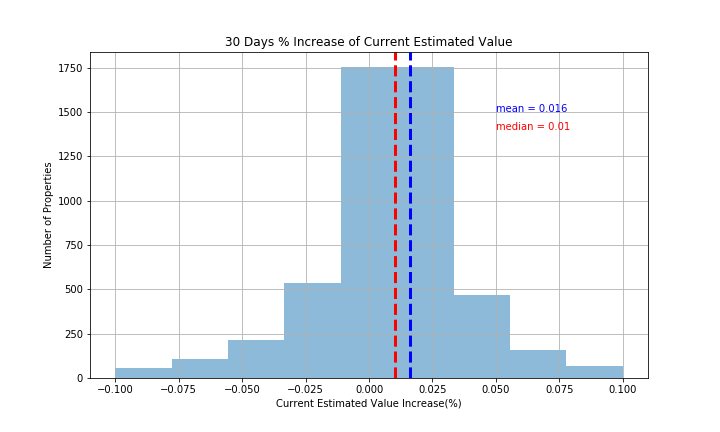 30 Days % Increase of Current Estimated Value
1750
1500
1250
1000
750
500
250
0
Number of Properties
mean = 0.016
median = 0.01
−0.100 −0.075 −0.050 −0.025 0.000 0.025 0.050 0.075 0.100
Current Estimated Value Increase(%)